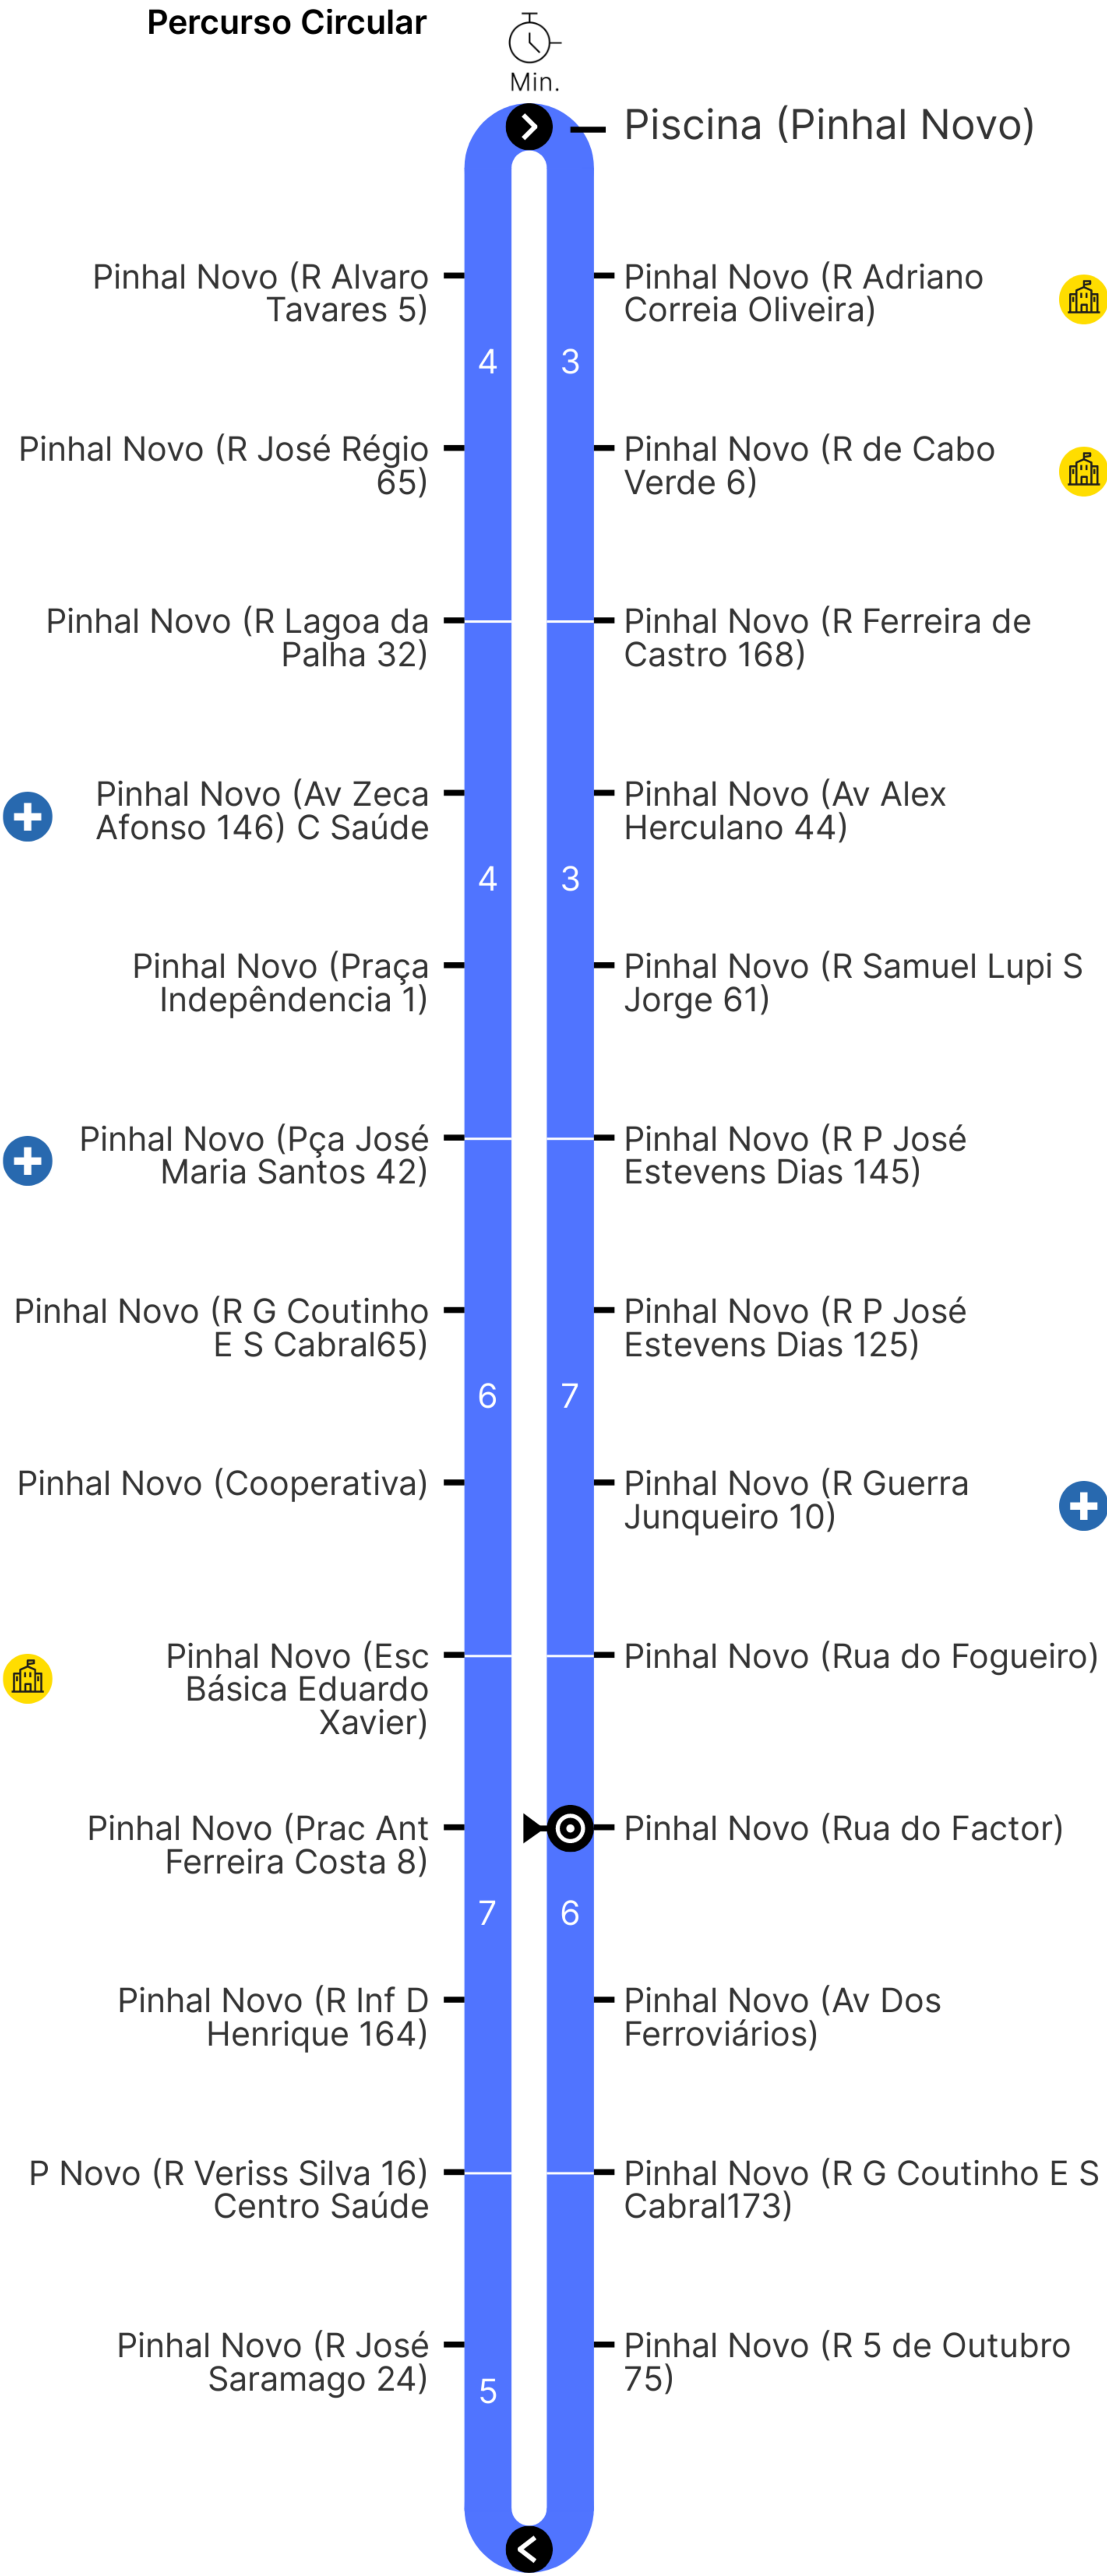 Percurso Circular
Min.
Piscina (Pinhal Novo)
Pinhal Novo (R Alvaro
Tavares 5)
Pinhal Novo (R Adriano
Correia Oliveira)
4
3
Pinhal Novo (R José Régio
65)
Pinhal Novo (R de Cabo
Verde 6)
Pinhal Novo (R Lagoa da
Palha 32)
Pinhal Novo (R Ferreira de
Castro 168)
Pinhal Novo (Av Zeca
Afonso 146) C Saúde
Pinhal Novo (Av Alex
Herculano 44)
4
3
Pinhal Novo (Praça
Indepêndencia 1)
Pinhal Novo (R Samuel Lupi S
Jorge 61)
Pinhal Novo (Pça José
Maria Santos 42)
Pinhal Novo (R P José
Estevens Dias 145)
Pinhal Novo (R G Coutinho
E S Cabral65)
Pinhal Novo (R P José
Estevens Dias 125)
6
7
Pinhal Novo (Cooperativa)
Pinhal Novo (R Guerra
Junqueiro 10)
Pinhal Novo (Esc
Básica Eduardo
Xavier)
Pinhal Novo (Rua do Fogueiro)
Pinhal Novo (Prac Ant
Ferreira Costa 8)
Pinhal Novo (Rua do Factor)
7
6
Pinhal Novo (R Inf D
Henrique 164)
Pinhal Novo (Av Dos
Ferroviários)
P Novo (R Veriss Silva 16)
Centro Saúde
Pinhal Novo (R G Coutinho E S
Cabral173)
Pinhal Novo (R José
Saramago 24)
Pinhal Novo (R 5 de Outubro
75)
5